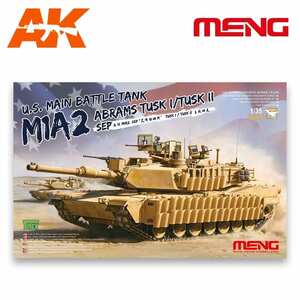 AK
MENG
U.S. MAIN BATTLE TANK
M1A2 ABRAMS TUSK I/TUSK II
SEP
1/35
MENG